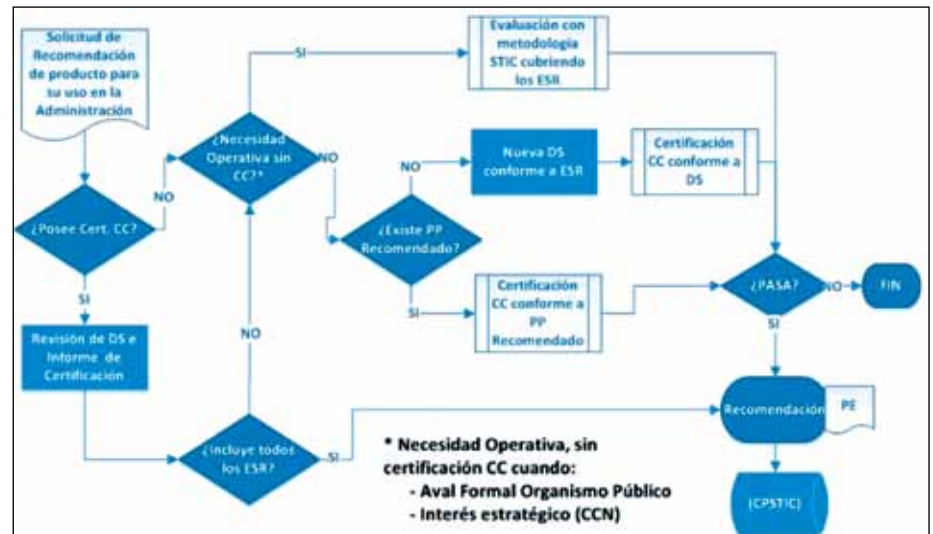 Solicitud de
Recomendación
de producto para
su uso en la
Administración
¿Posee Cert. CC?
NO
SI
Revisión de DS e
Informe de
Certificación
¿Incluye todos
los ESR?
SI
NO
¿Necesidad
Operativa sin
CC?*
SI
NO
Evaluación con
metodología
STIC cubriendo
los ESR
¿Existe PP
Recomendado?
NO
Nueva DS
conforme a ESR
Certificación
CC conforme a
DS
SI
Certificación
CC conforme a
PP
Recomendado
¿PASA?
NO
FIN
SI
Recomendación
PE
(CPSTIC)
* Necesidad Operativa, sin
certificación CC cuando:
- Aval Formal Organismo Público
- Interés estratégico (CCN)